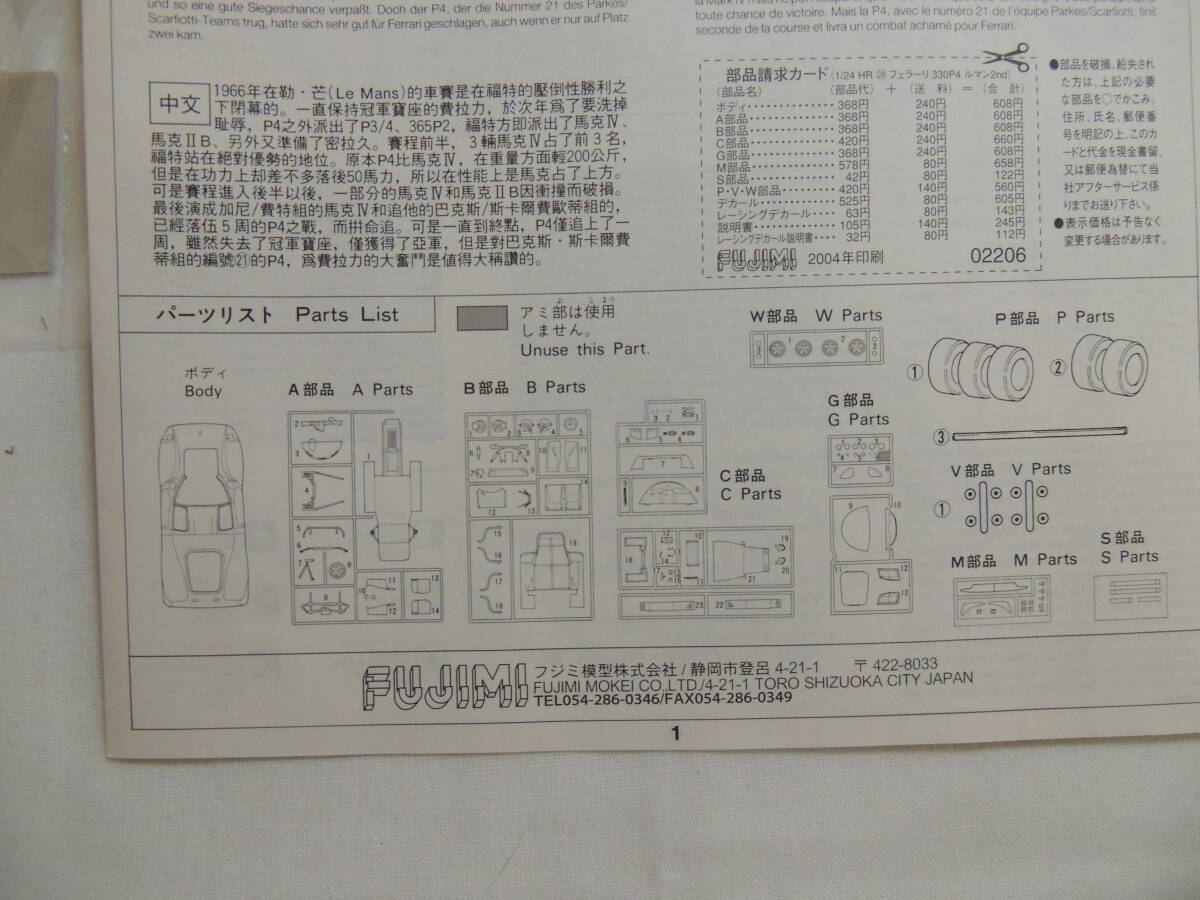 und so eine gute Siegeschance verpaßt. Doch der P4, der die Nummer 21 des Parkes/
Scarfiotti-Teams trug, hatte sich sehr gut für Ferrari geschlagen, auch wenn er nur auf Platz
zwei kam.
toute chance de victoire. Mais la P4, avec le numéro 21 de l'équipe Parkes/Scarfiotti, finit
seconde de la course et livra un combat acharné pour Ferrari.
中文
1966年在勒・芒(Le Mans)的車賽是在福特的壓倒性勝利之
下閉幕的。一直保持冠軍寶座的費拉力，於次年爲了要洗掉
恥辱，P4之外派出了P3/4、365P2，福特方即派出了馬克Ⅳ、
馬克ⅡB、另外又準備了密拉久。賽程前半，3輛馬克Ⅳ占了前3名，
福特站在絕對優勢的地位。原本P4比馬克Ⅳ，在重量方面輕200公斤，
但是在功力上却差不多落後50馬力，所以在性能上是馬克占了上方。
可是賽程進入後半以後，一部分的馬克Ⅳ和馬克ⅡB因衝撞而破損。
最後演成加尼/費特組的馬克Ⅳ和追他的巴克斯/斯卡爾費歐蒂組的，
已經落伍5周的P4之戰，而拼命追。可是一直到終點，P4僅追上了一
周，雖然失去了冠軍寶座，僅獲得了亞軍，但是對巴克斯・斯卡爾費
蒂組的編號㉑的P4，爲費拉力的大奮鬥是值得大稱讚的。
部品請求カード(1/24 HR ㉔ フェラーリ 330P4 ルマン2nd)
(部品名) (部品代) ＋ (送 料) ＝ (合 計)
ボディ・・・・・・・・・・・・ 368円 240円 608円
A部品・・・・・・・・・・・・ 368円 240円 608円
B部品・・・・・・・・・・・・ 368円 240円 608円
C部品・・・・・・・・・・・・ 420円 240円 660円
G部品・・・・・・・・・・・・ 368円 240円 608円
M部品・・・・・・・・・・・・ 578円 80円 658円
S部品・・・・・・・・・・・・ 42円 80円 122円
P・V・W部品・・・・・・・・ 420円 140円 560円
デカール・・・・・・・・・・ 525円 80円 605円
レーシングデカール・・・・ 63円 80円 143円
説明書・・・・・・・・・・・・ 105円 140円 245円
レーシングデカール説明書・・・・ 32円 80円 112円
FUJIMI 2004年印刷 02206
●部品を破損、紛失され
た方は、上記の必要
な部品を○でかこみ、
住所、氏名、郵便番
号を明記の上、このカ
ードと代金を現金書留、
又は郵便為替にて当
社アフターサービス係
りまでお送り下さい。
●表示価格は予告なく
変更する場合があります。
パーツリスト Parts List
アミ部は使用
ぶ しよう
しません。
Unuse this Part.
ボディ
Body
A部品 A Parts
B部品 B Parts
C部品
C Parts
W部品 W Parts
G部品
G Parts
P部品 P Parts
① ②
③
V部品 V Parts
①
M部品 M Parts
S部品
S Parts
FUJIMI
フジミ模型株式会社/静岡市登呂 4-21-1 〒422-8033
FUJIMI MOKEI CO.,LTD./4-21-1 TORO SHIZUOKA CITY JAPAN
TEL054-286-0346/FAX054-286-0349
1